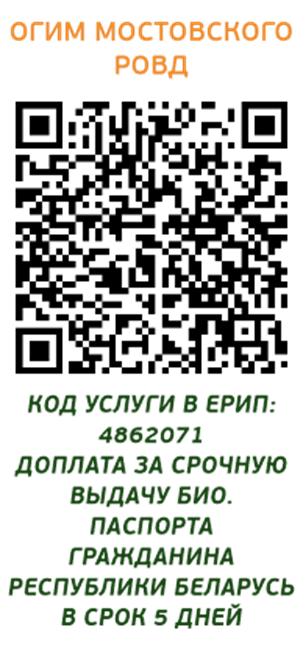 ОГИМ МОСТОВСКОГО
РОВД
КОД УСЛУГИ В ЕРИП:
4862071
ДОПЛАТА ЗА СРОЧНУЮ
ВЫДАЧУ БИО.
ПАСПОРТА
ГРАЖДАНИНА
РЕСПУБЛИКИ БЕЛАРУСЬ
В СРОК 5 ДНЕЙ